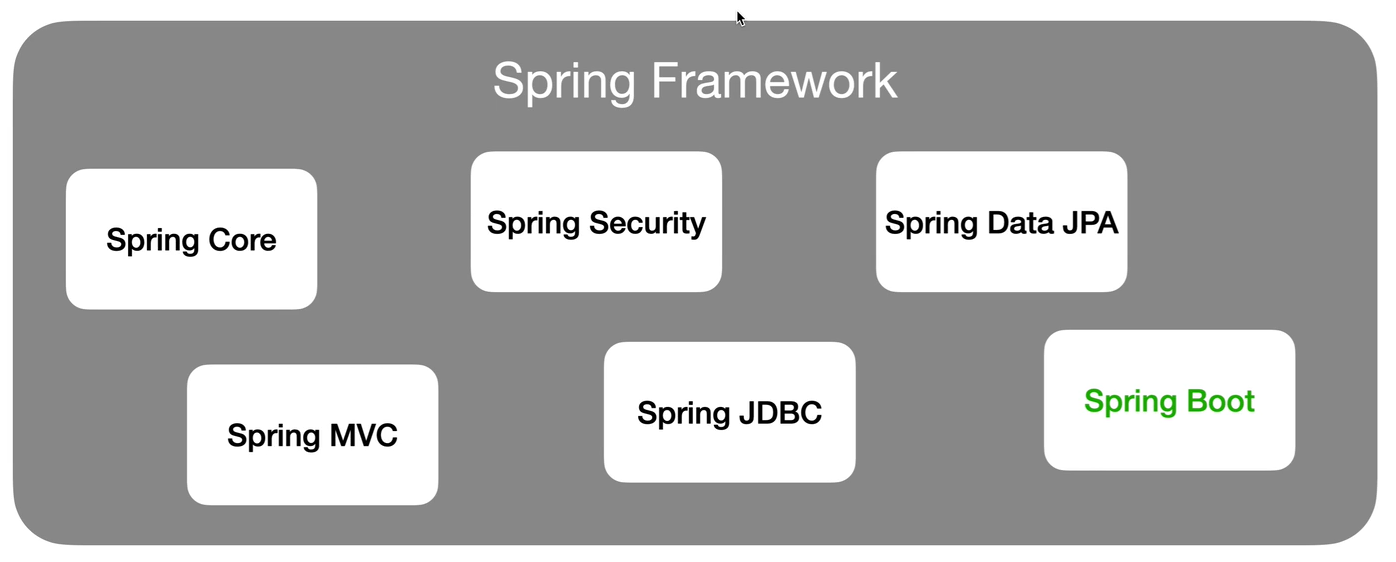 Spring Framework
Spring Core
Spring Security
Spring Data JPA
Spring MVC
Spring JDBC
Spring Boot